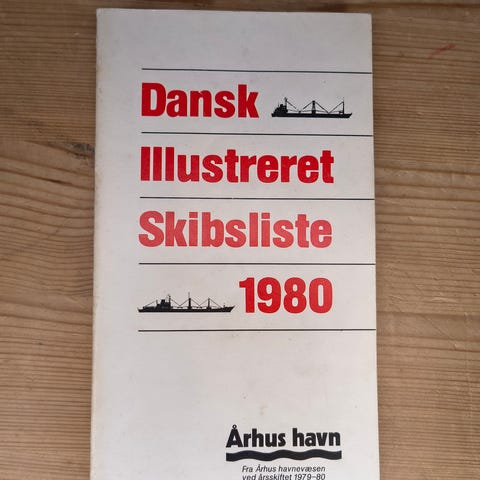 Dansk
Illustreret
Skibsliste
1980
Århus havn
Fra Århus havnevæsen
ved årsskiftet 1979-80